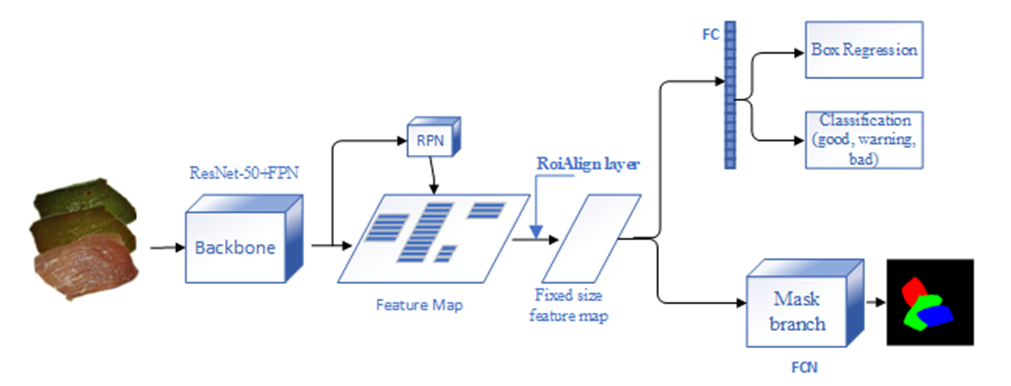 FC
Box Regression
Classification
(good, warning,
bad)
RPN
RoiAlign layer
ResNet-50+FPN
Backbone
Feature Map
Fixed size
feature map
Mask
branch
FCN